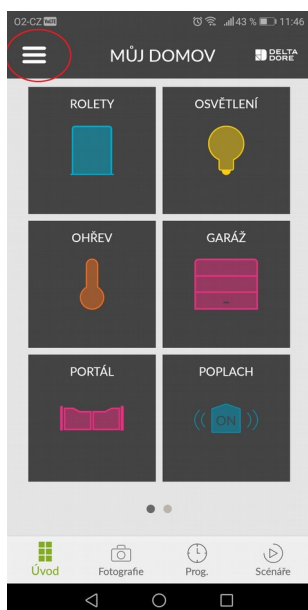 O2-CZ VoLTE 43 % 11:46
MŮJ DOMOV DELTA DORE
ROLETY OSVĚTLENÍ
OHŘEV GARÁŽ
PORTÁL POPLACH
ON
Úvod Fotografie Prog. Scénáře